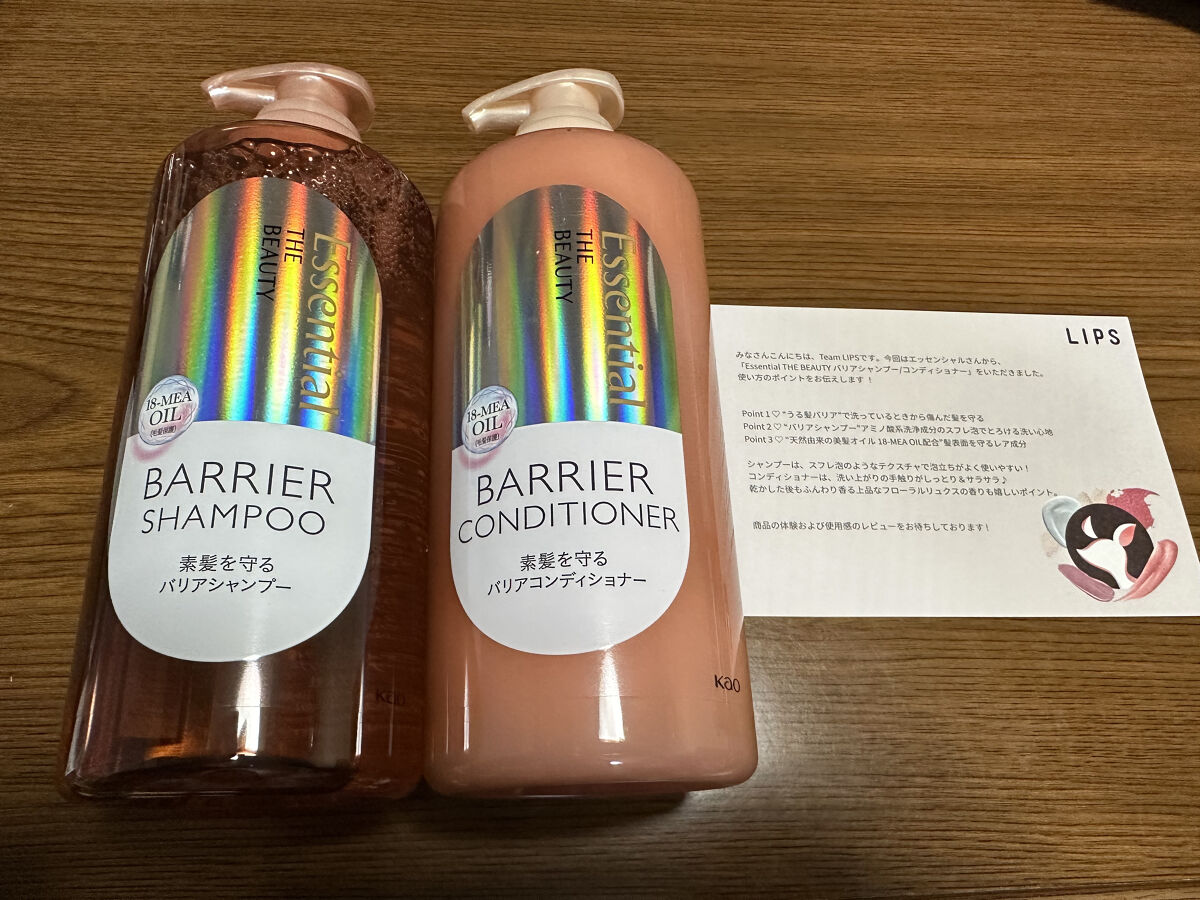 Essential
THE
BEAUTY
18-MEA
OIL
(毛髪保護)
BARRIER
SHAMPOO
素髪を守る
バリアシャンプー
Kao
Essential
THE
BEAUTY
18-MEA
OIL
(毛髪保護)
BARRIER
CONDITIONER
素髪を守る
バリアコンディショナー
Kao
LIPS
みなさんこんにちは、Team LIPSです。今回はエッセンシャルさんから、
「Essential THE BEAUTY バリアシャンプー/コンディショナー」をいただきました。
使い方のポイントをお伝えします！
Point 1♡“うる髪バリア”で洗っているときから傷んだ髪を守る
Point 2♡“バリアシャンプー”アミノ酸系洗浄成分のスフレ泡でとろける洗い心地
Point 3♡“天然由来の美髪オイル 18-MEA OIL配合”髪表面を守るレア成分
シャンプーは、スフレ泡のようなテクスチャで泡立ちがよく使いやすい！
コンディショナーは、洗い上がりの手触りがしっとり＆サラサラ♪
乾かした後もふんわり香る上品なフローラルリュクスの香りも嬉しいポイント。
商品の体験および使用感のレビューをお待ちしております！